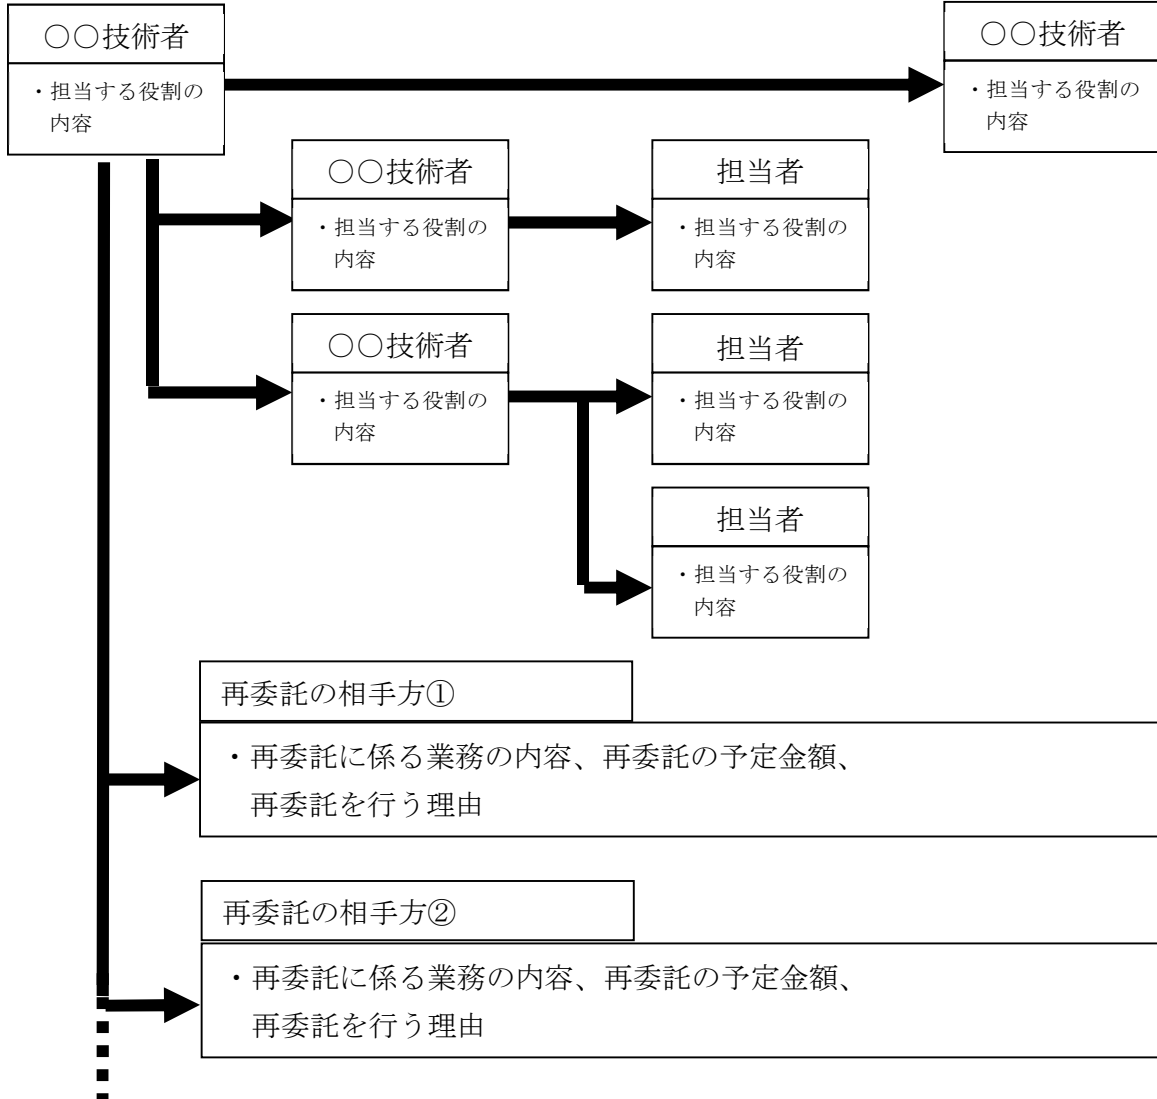 〇〇技術者
・担当する役割の
内容
〇〇技術者
・担当する役割の
内容
〇〇技術者
・担当する役割の
内容
担当者
・担当する役割の
内容
〇〇技術者
・担当する役割の
内容
担当者
・担当する役割の
内容
担当者
・担当する役割の
内容
再委託の相手方①
・再委託に係る業務の内容、再委託の予定金額、
再委託を行う理由
再委託の相手方②
・再委託に係る業務の内容、再委託の予定金額、
再委託を行う理由